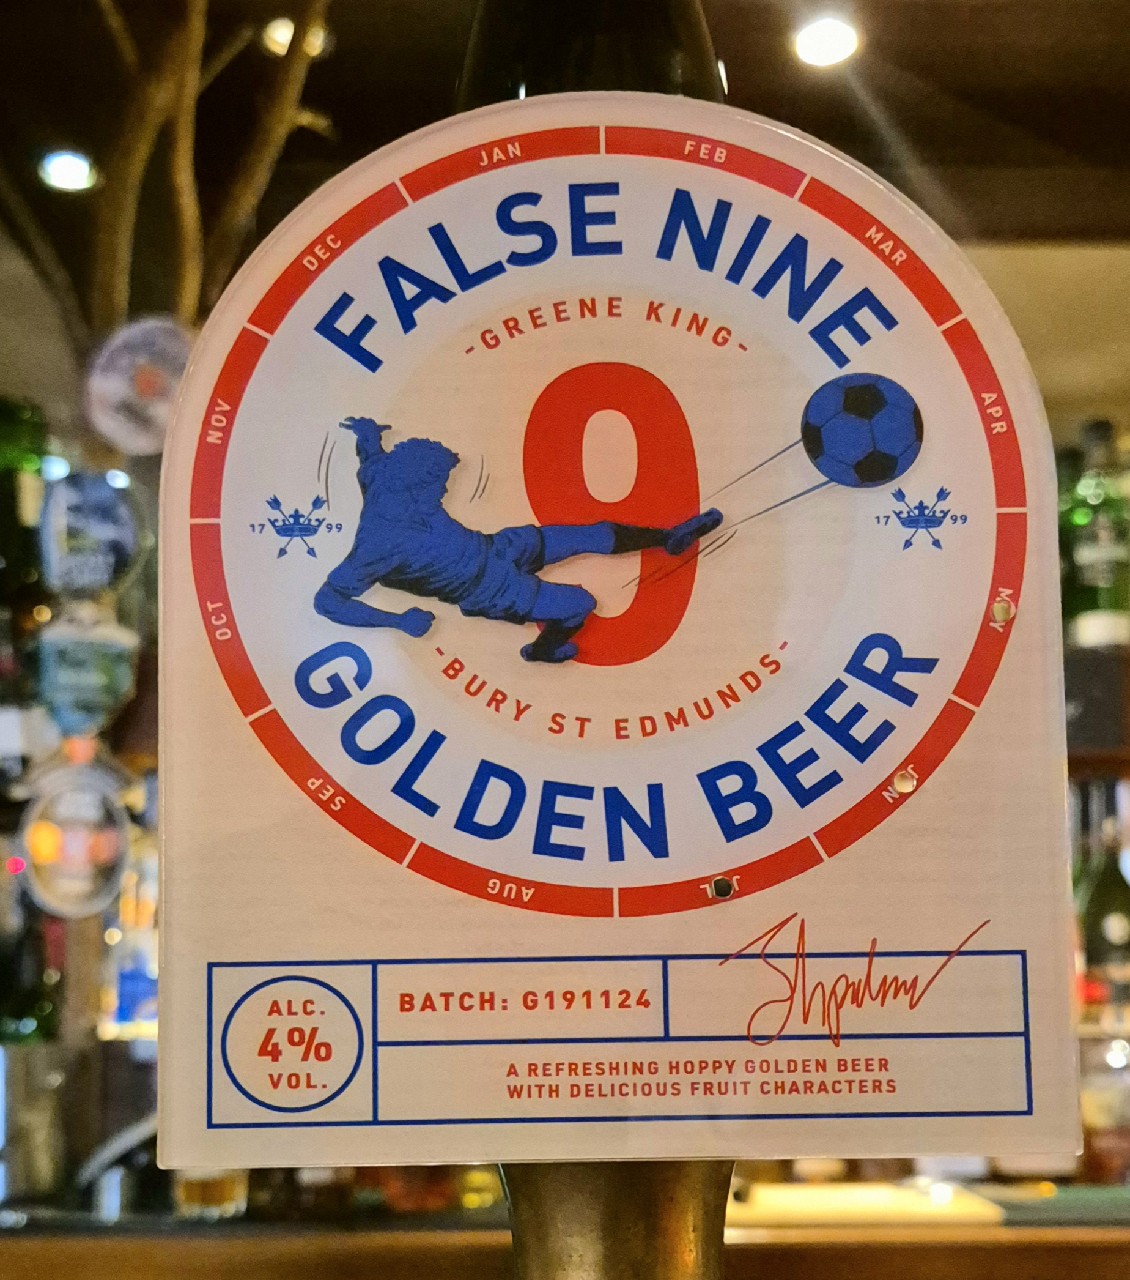 JAN
FEB
MAR
APR
MAY
JUN
JUL
AUG
SEP
OCT
NOV
DEC
FALSE NINE
-GREENE KING-
9
17 99
17 99
-BURY ST EDMUNDS-
GOLDEN BEER
ALC.
4%
VOL.
BATCH: G191124
A REFRESHING HOPPY GOLDEN BEER
WITH DELICIOUS FRUIT CHARACTERS